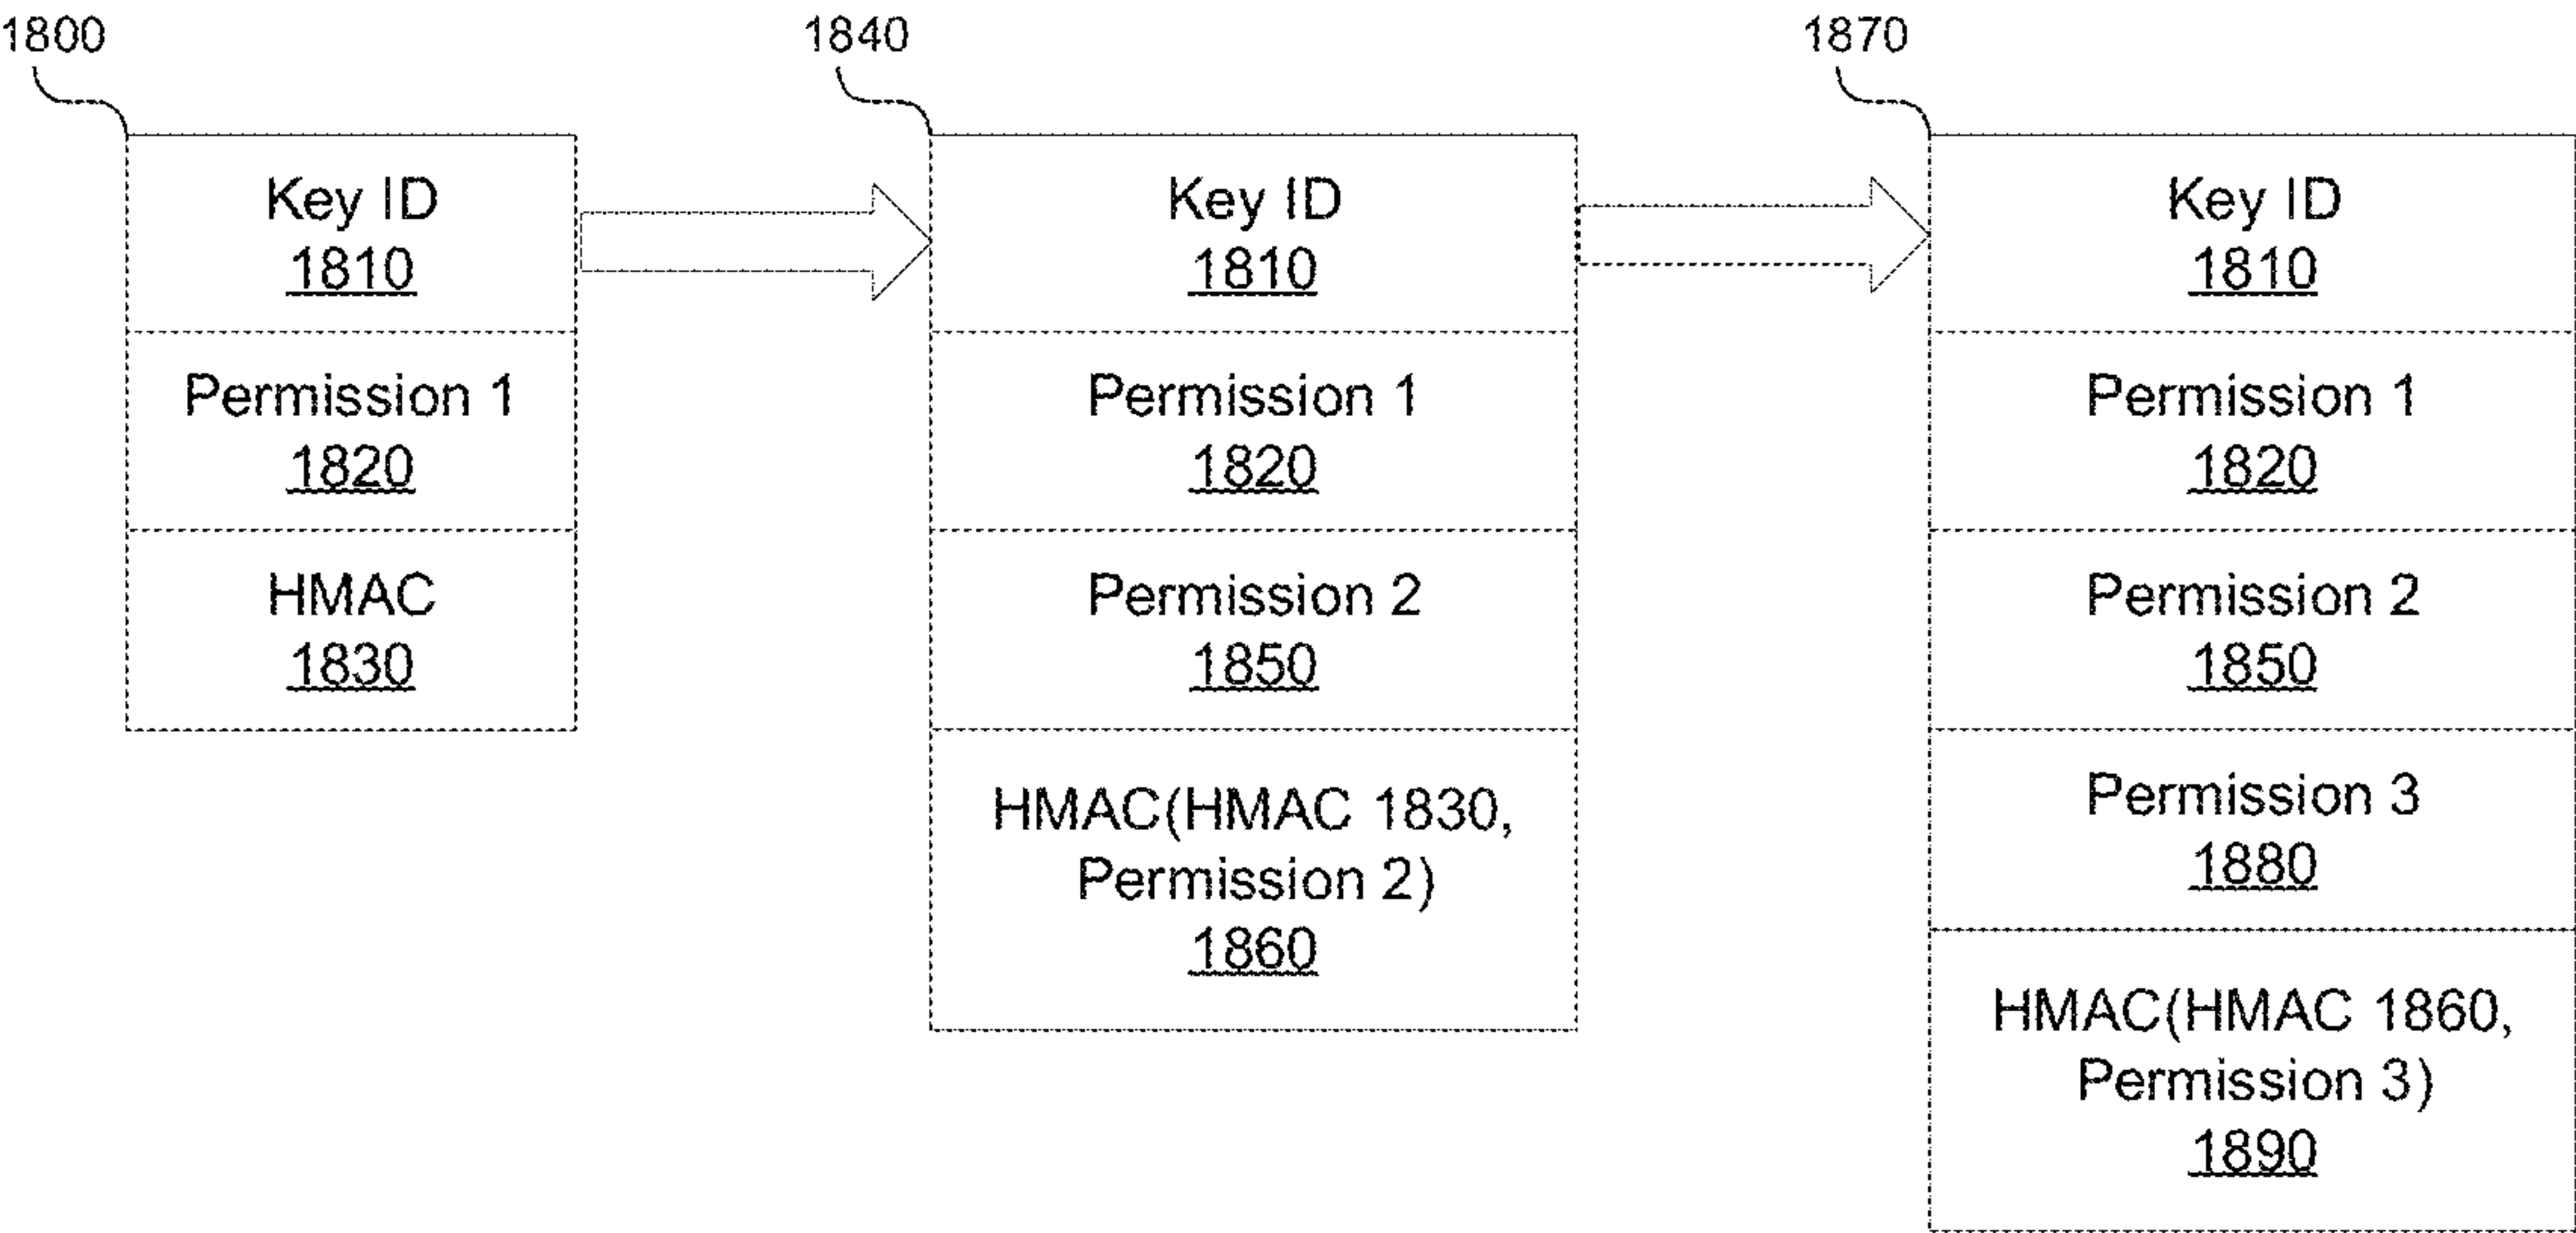 1800
Key ID
1810
Permission 1
1820
HMAC
1830
1840
Key ID
1810
Permission 1
1820
Permission 2
1850
HMAC(HMAC 1830,
Permission 2)
1860
1870
Key ID
1810
Permission 1
1820
Permission 2
1850
Permission 3
1880
HMAC(HMAC 1860,
Permission 3)
1890